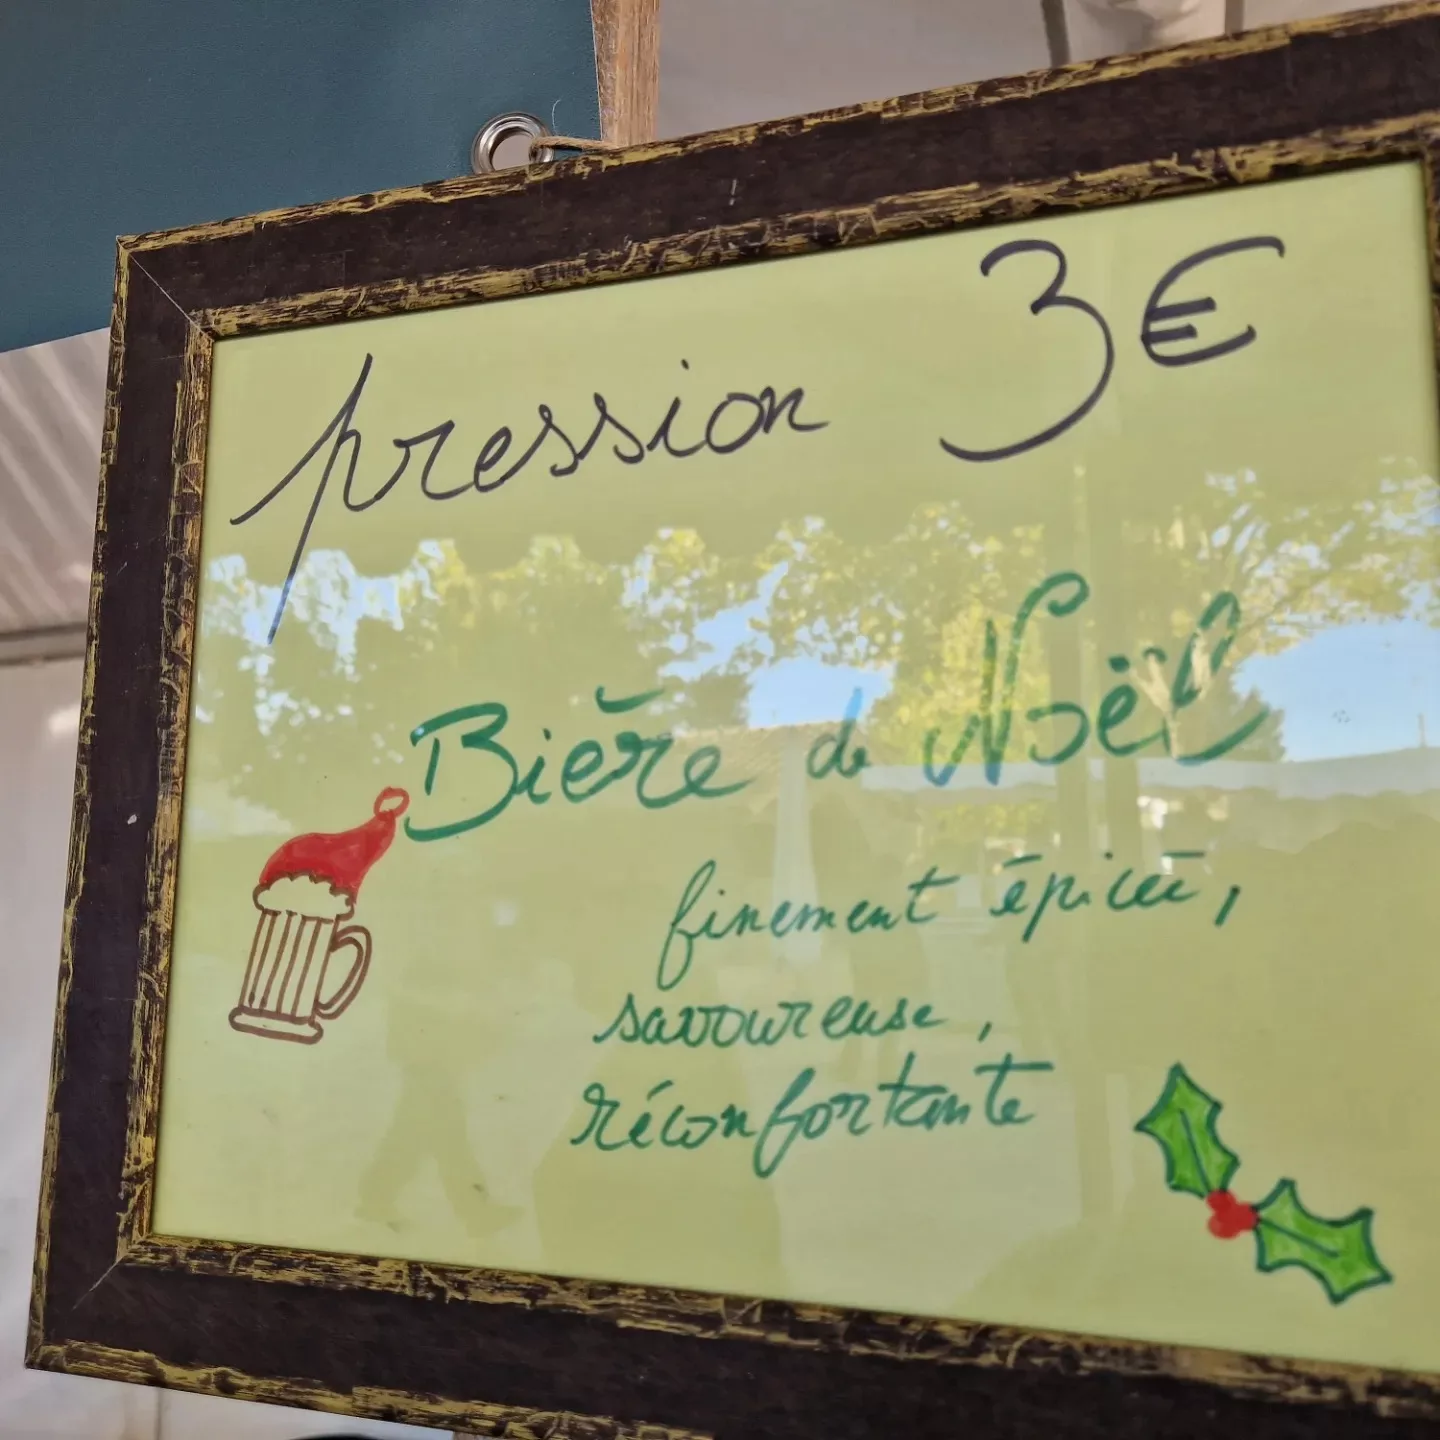 pression 3€
Bière de Noël
finement épicée,
savoureuse,
réconfortante